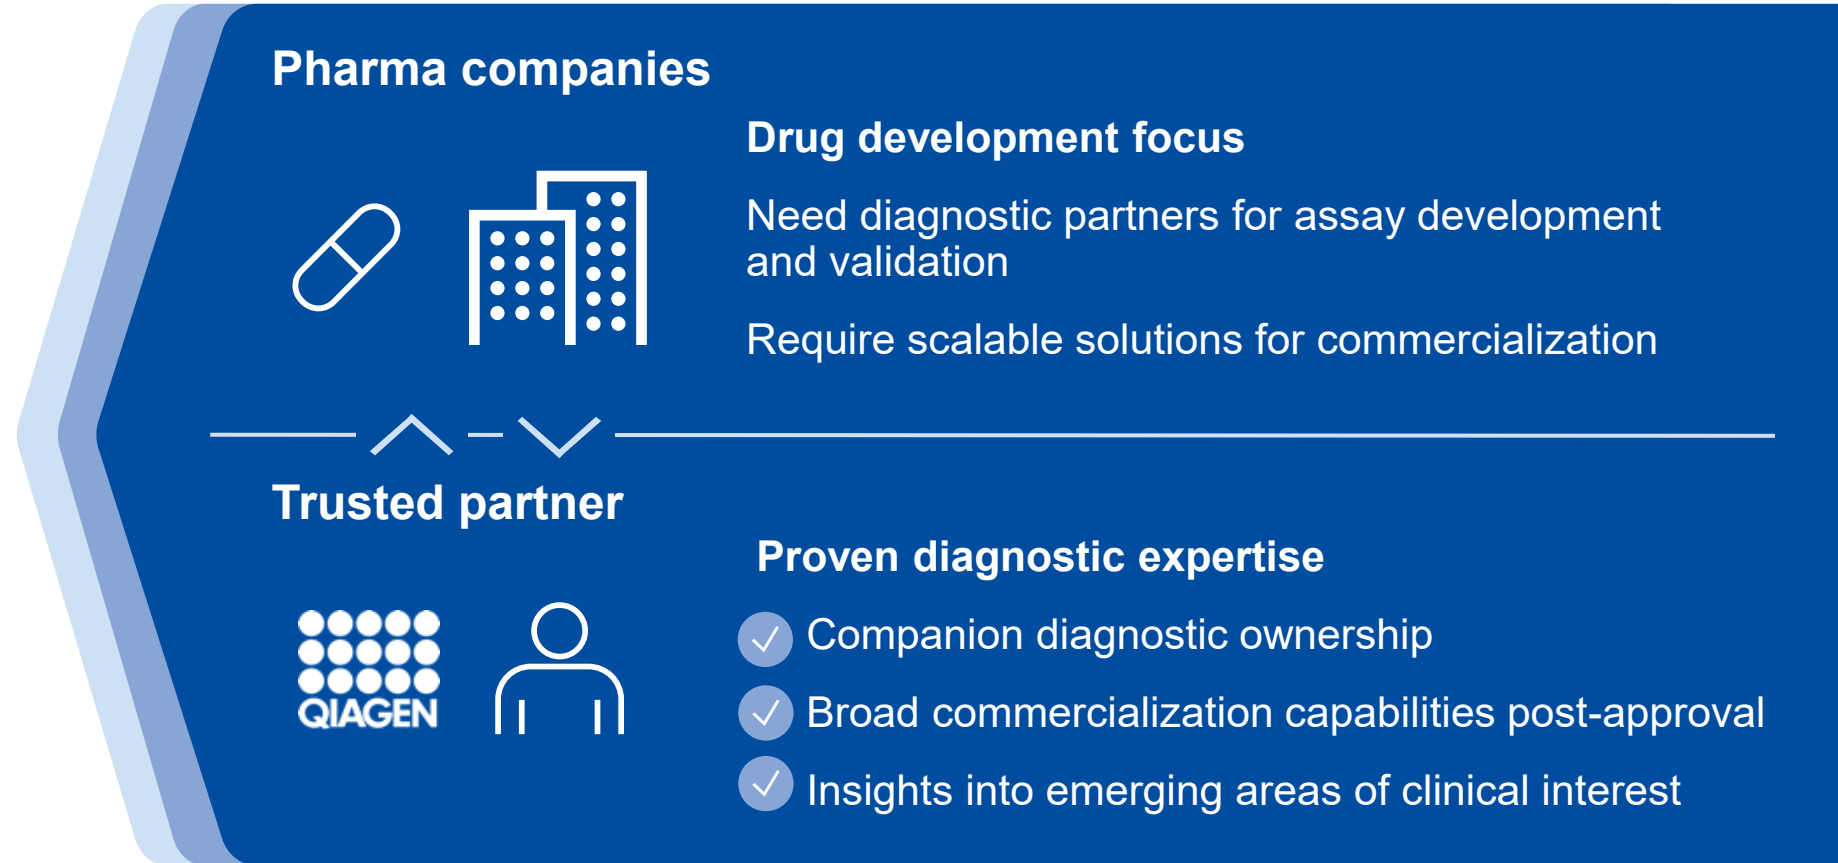 Pharma companies
Drug development focus
Need diagnostic partners for assay development
and validation
Require scalable solutions for commercialization
Trusted partner
QIAGEN
Proven diagnostic expertise
Companion diagnostic ownership
Broad commercialization capabilities post-approval
Insights into emerging areas of clinical interest